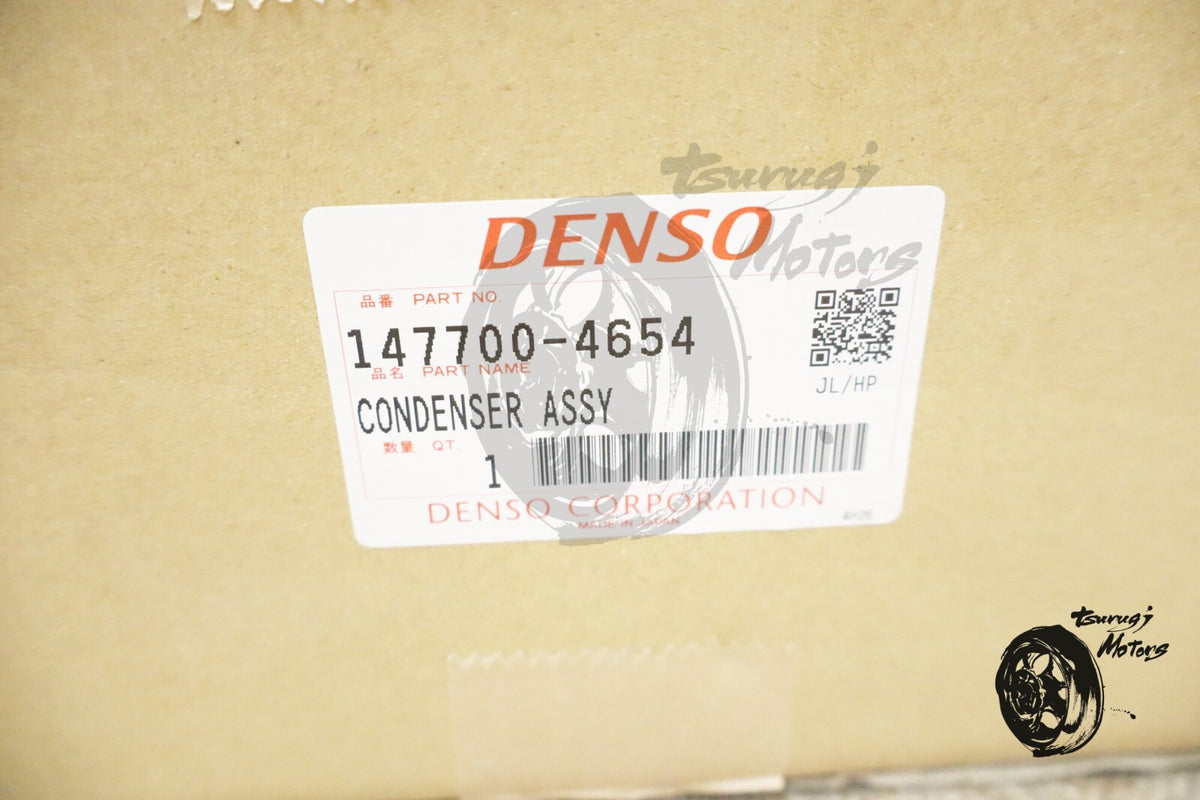 tsurugi
Motors
DENSO
品番 PART NO.
147700-4654
品名 PART NAME
CONDENSER ASSY
JL/HP
数量 QT.
1
DENSO CORPORATION
MADE IN JAPAN
4H26
tsurugi
Motors